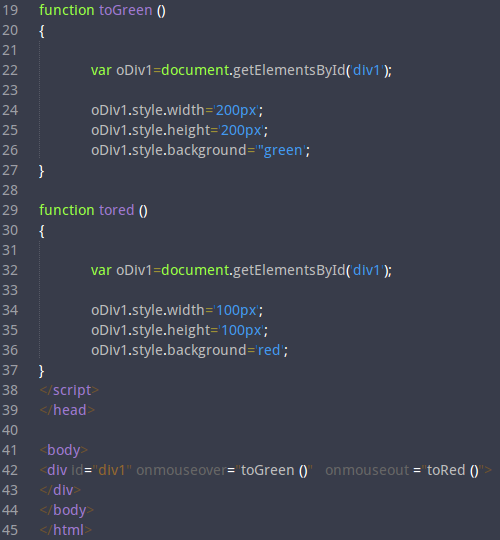 19 function toGreen ()
20 {
21
22 var oDiv1=document.getElementsById('div1');
23
24 oDiv1.style.width='200px';
25 oDiv1.style.height='200px';
26 oDiv1.style.background='"green';
27 }
28
29 function tored ()
30 {
31
32 var oDiv1=document.getElementsById('div1');
33
34 oDiv1.style.width='100px';
35 oDiv1.style.height='100px';
36 oDiv1.style.background='red';
37 }
38 </script>
39 </head>
40
41 <body>
42 <div id="div1" onmouseover="toGreen ()" onmouseout ="toRed ()">
43 </div>
44 </body>
45 </html>